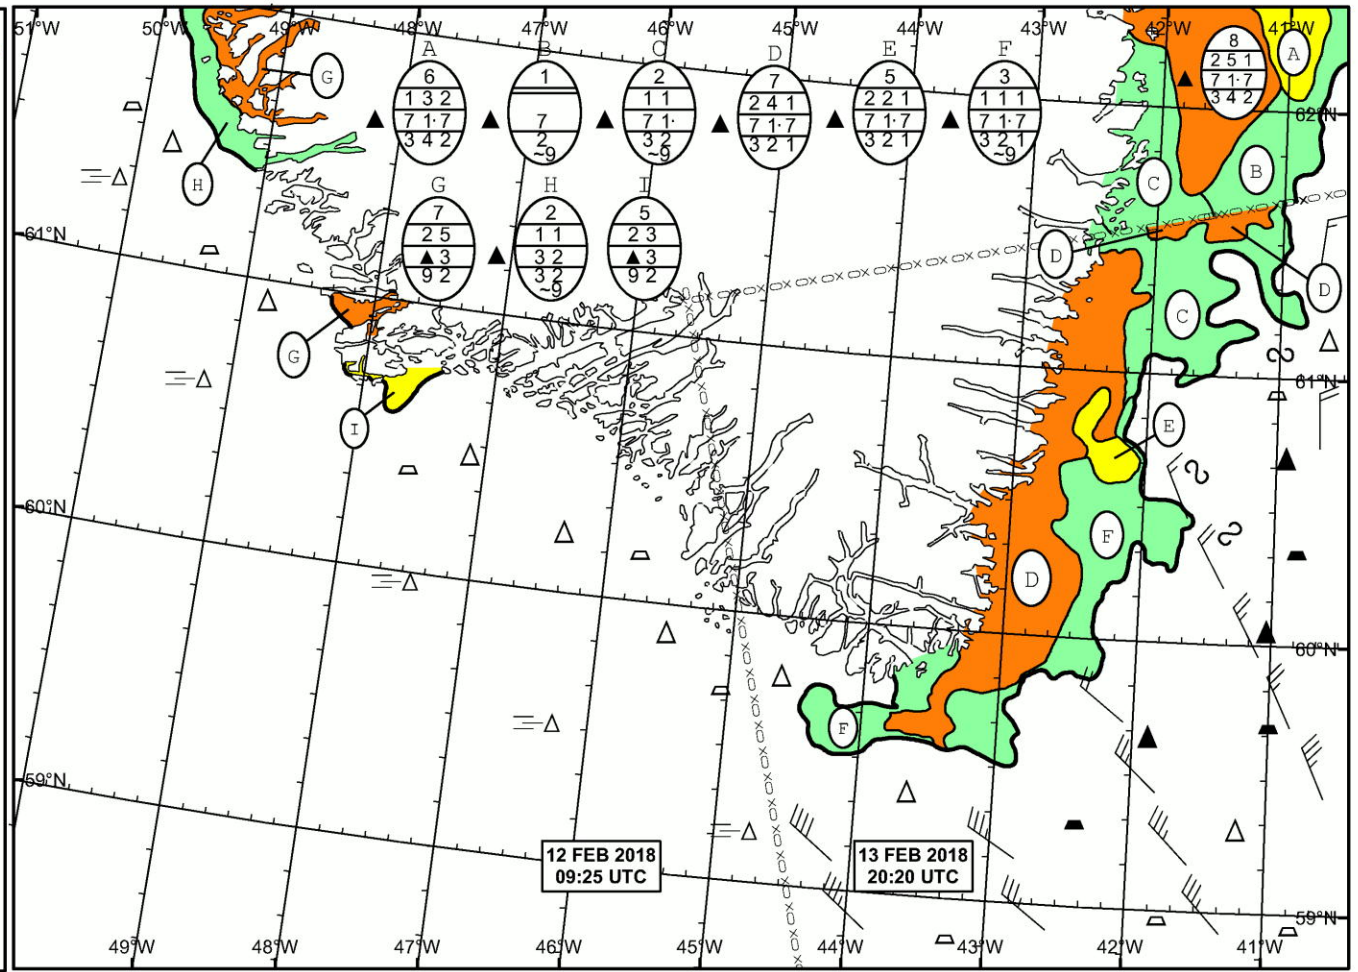 51°W 50°W 49°W 48°W 47°W 46°W 45°W 44°W 43°W 42°W 41°W
A B C D E F
6
1 3 2
7 1·7
3 4 2
1
7
2
~9
2
1 1
7 1·
3 2
~9
7
2 4 1
7 1·7
3 2 1
5
2 2 1
7 1·7
3 2 1
3
1 1 1
7 1·7
3 2 1
~9
8
2 5 1
7 1·7
3 4 2
A
G
62°N
H
C
B
G H I
7
2 5
3
9 2
2
1 1
3 2
3 2
~9
5
2 3
3
9 2
61°N
D
D
C
G
61°N
I
E
60°N
F
D
60°N
F
59°N
12 FEB 2018
09:25 UTC
13 FEB 2018
20:20 UTC
59°N
49°W 48°W 47°W 46°W 45°W 44°W 43°W 42°W 41°W